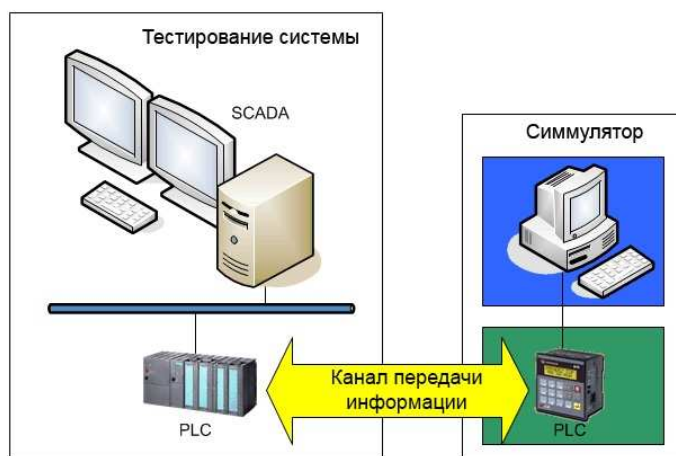 Тестирование системы
SCADA
Симмулятор
Канал передачи
информации
PLC
PLC